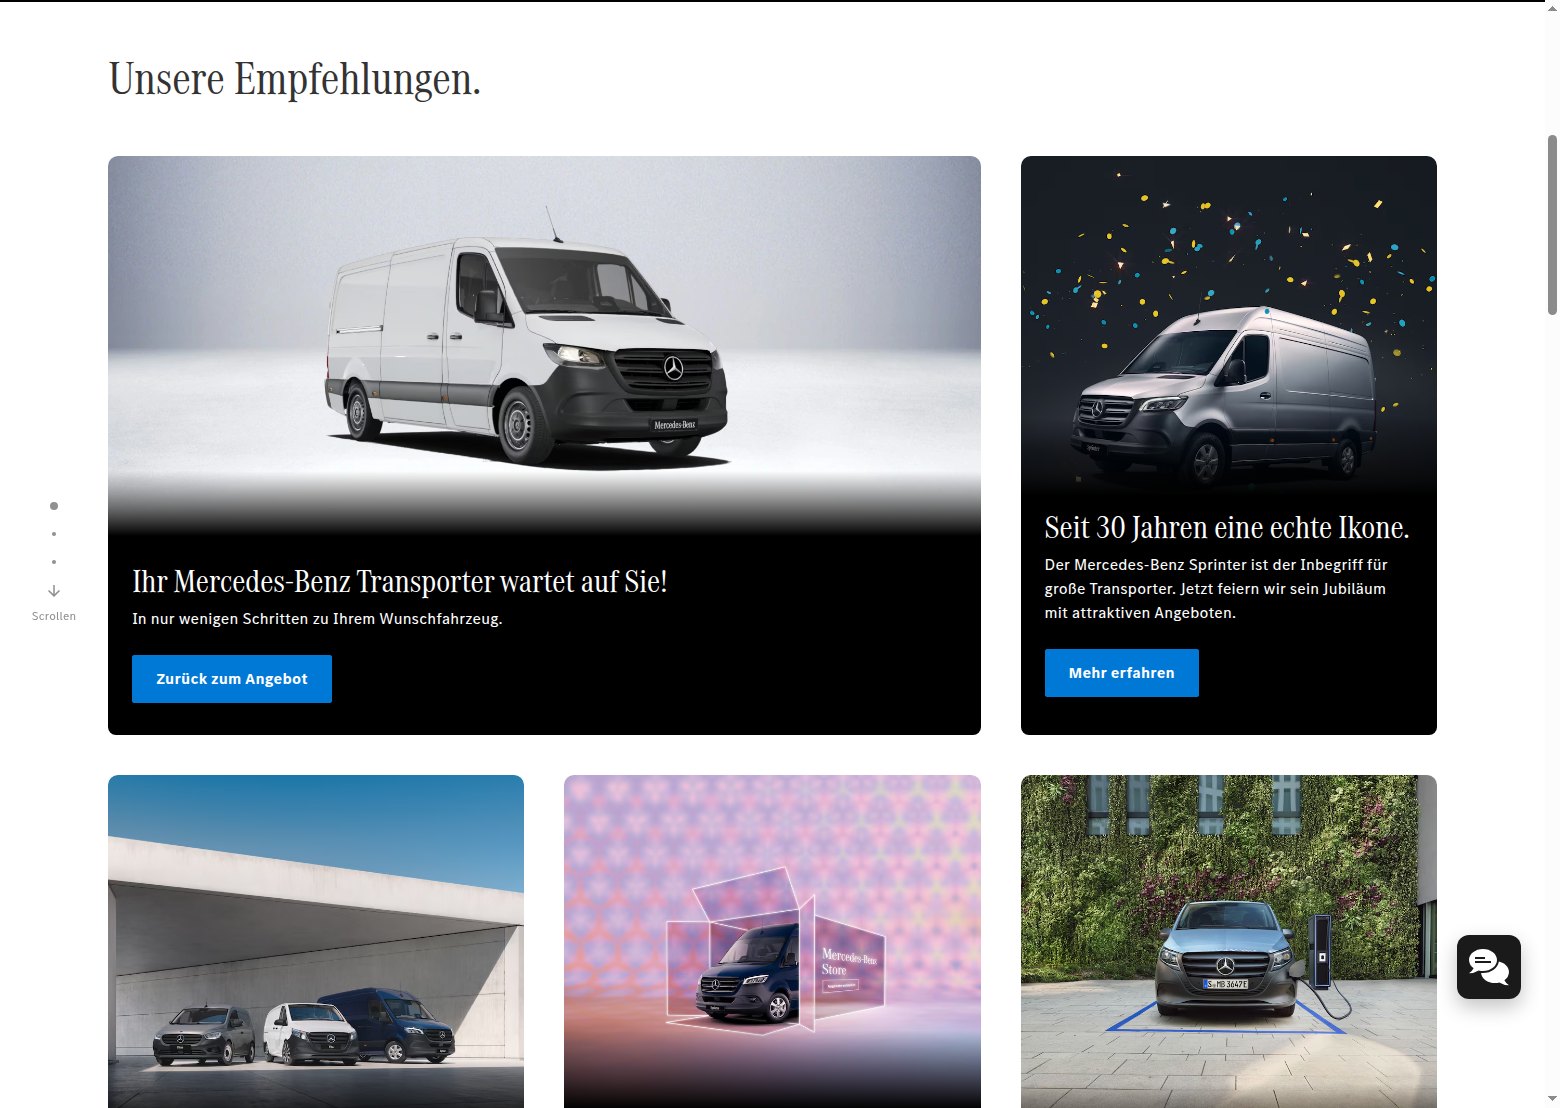 Unsere Empfehlungen.
Mercedes-Benz
Ihr Mercedes-Benz Transporter wartet auf Sie!
In nur wenigen Schritten zu Ihrem Wunschfahrzeug.
Zurück zum Angebot
Seit 30 Jahren eine echte Ikone.
Der Mercedes-Benz Sprinter ist der Inbegriff für
große Transporter. Jetzt feiern wir sein Jubiläum
mit attraktiven Angeboten.
Mehr erfahren
Scrollen
Mercedes-Benz
Store
S MB 3647E